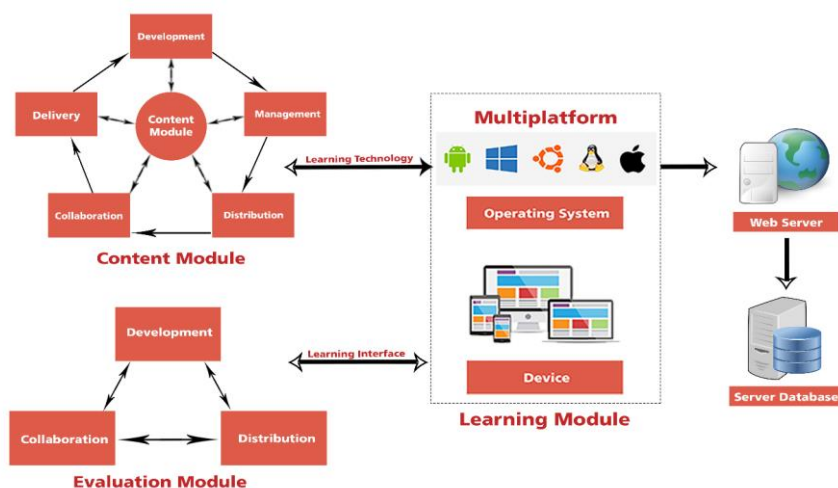 Development
Delivery
Content
Module
Management
Collaboration
Distribution
Content Module
Learning Technology
Multiplatform
Operating System
Device
Learning Module
Web Server
Server Database
Development
Learning Interface
Collaboration
Distribution
Evaluation Module